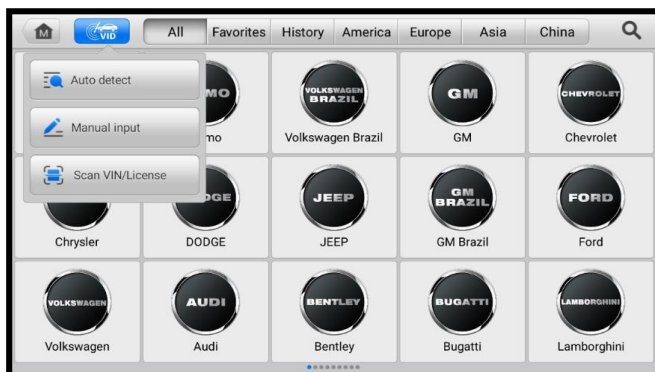 M VID All Favorites History America Europe Asia China
Auto detect
Manual input
Scan VIN/License
MO VOLKSWAGEN BRAZIL GM CHEVROLET
mo Volkswagen Brazil GM Chevrolet
DGE JEEP GM BRAZIL FORD
Chrysler DODGE JEEP GM Brazil Ford
VOLKSWAGEN AUDI BENTLEY BUGATTI LAMBORGHINI
Volkswagen Audi Bentley Bugatti Lamborghini